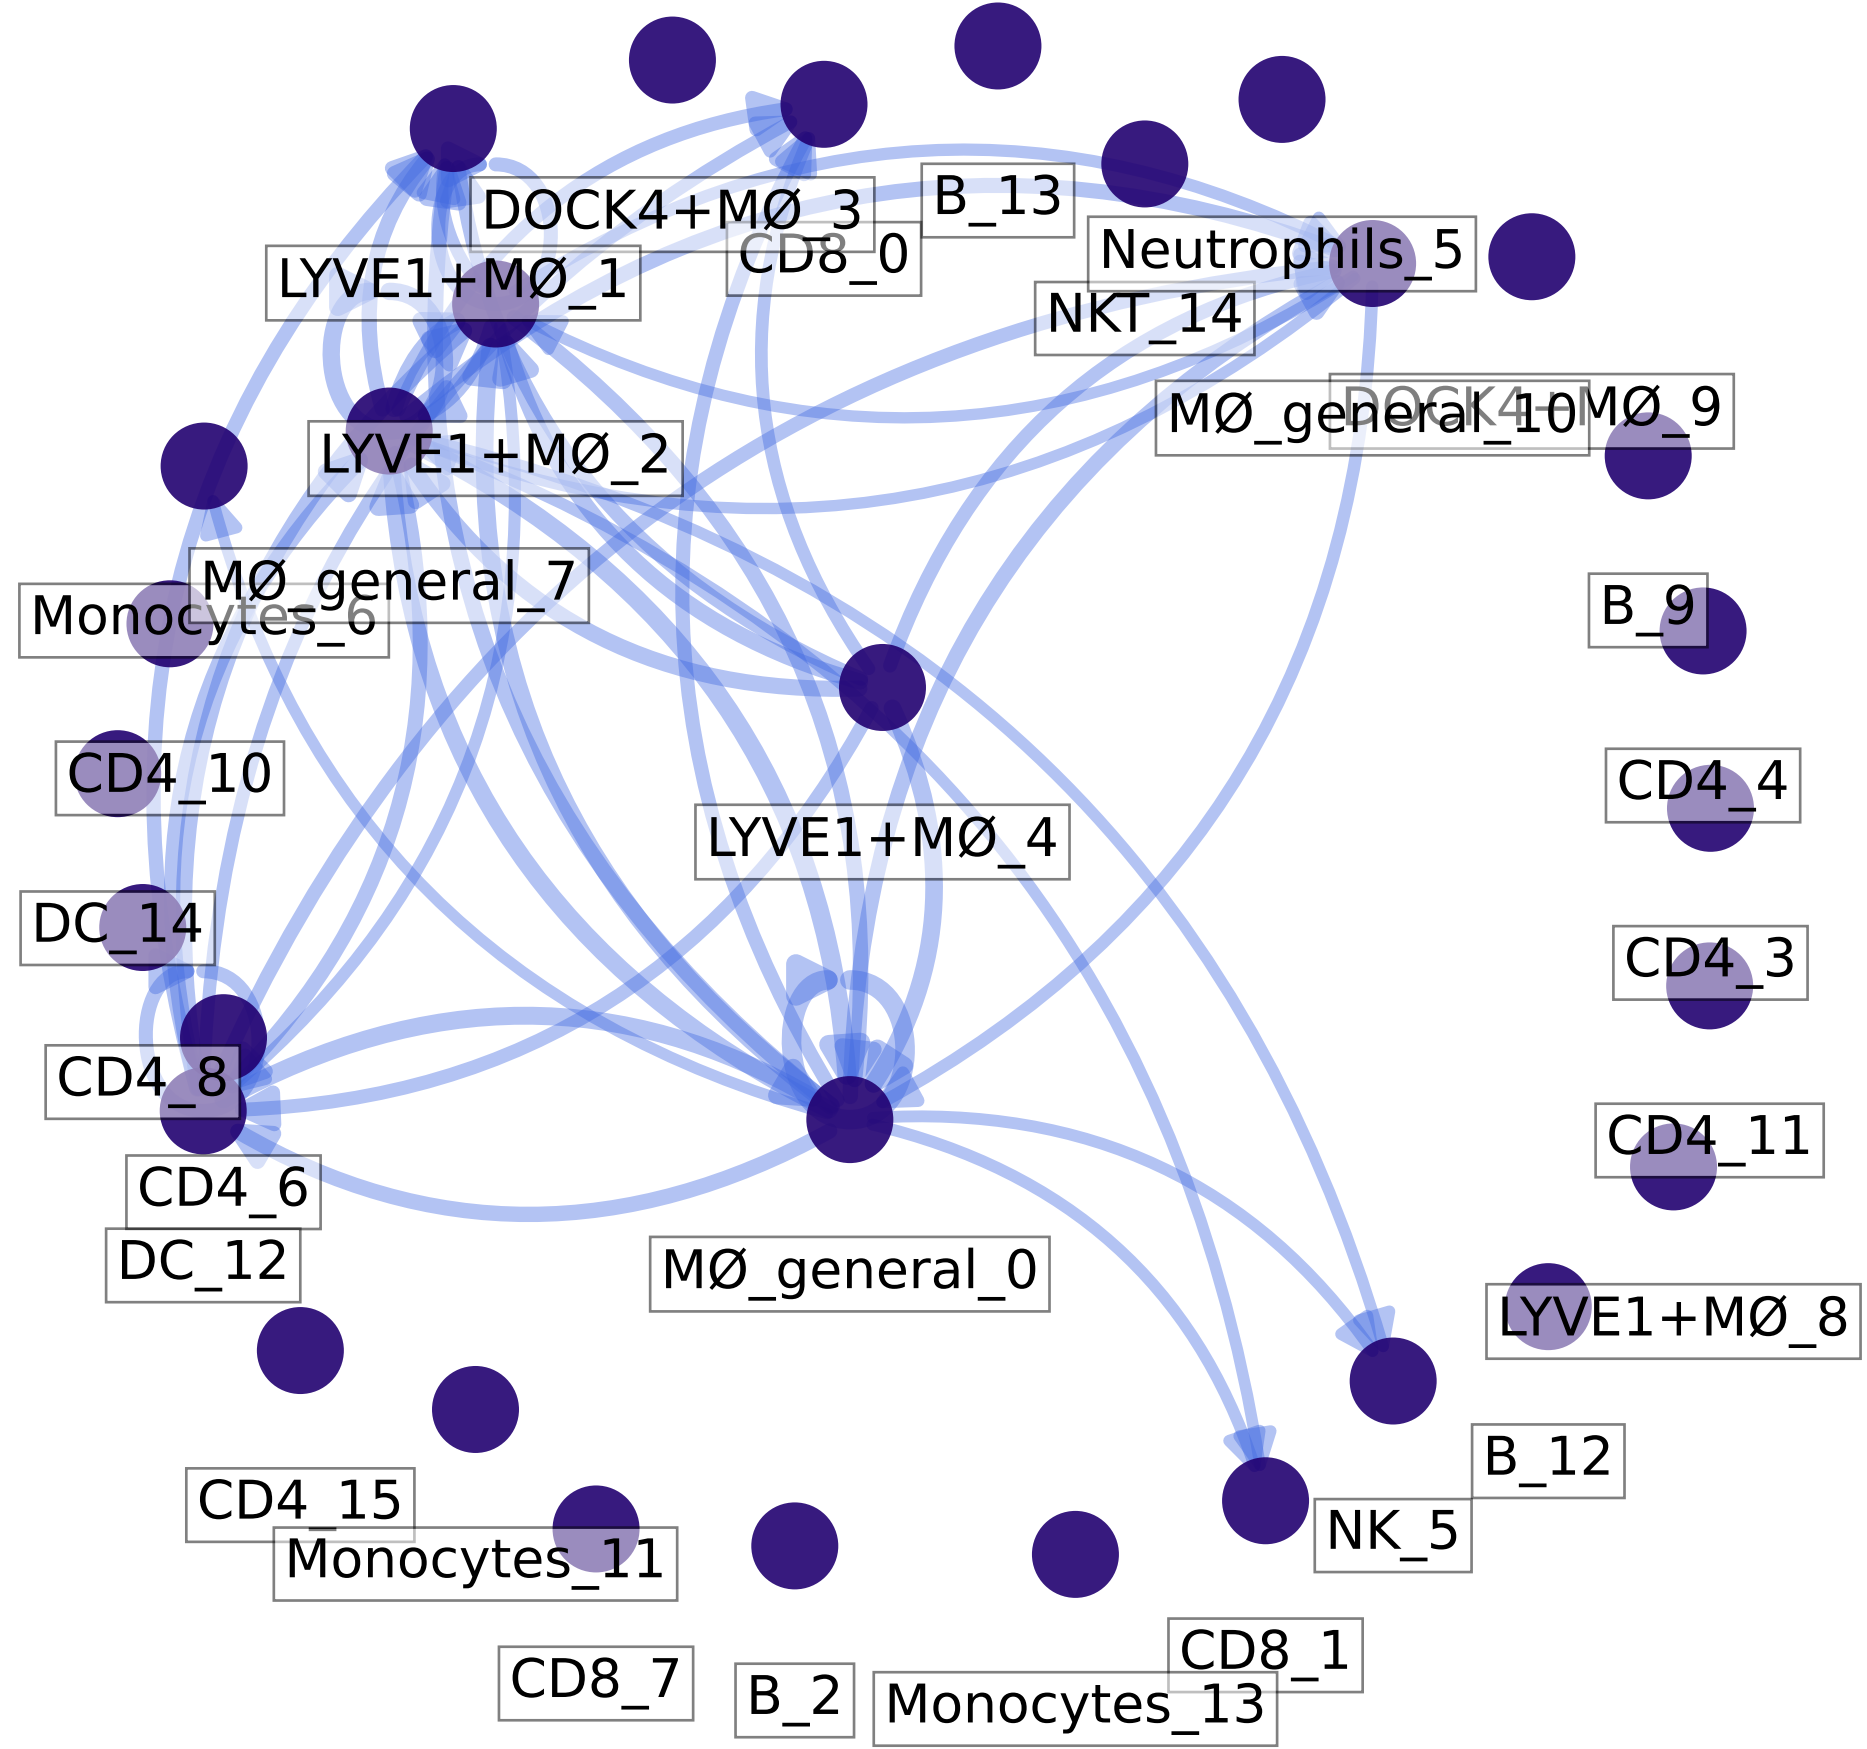 B_13
DOCK4+MØ_3
CD8_0
Neutrophils_5
LYVE1+MØ_1
NKT_14
DOCK4+MØ_9
MØ_general_10
LYVE1+MØ_2
MØ_general_7
Monocytes_6
B_9
CD4_10
CD4_4
LYVE1+MØ_4
DC_14
CD4_3
CD4_8
CD4_11
CD4_6
DC_12
MØ_general_0
LYVE1+MØ_8
B_12
CD4_15
NK_5
Monocytes_11
CD8_1
CD8_7
B_2
Monocytes_13